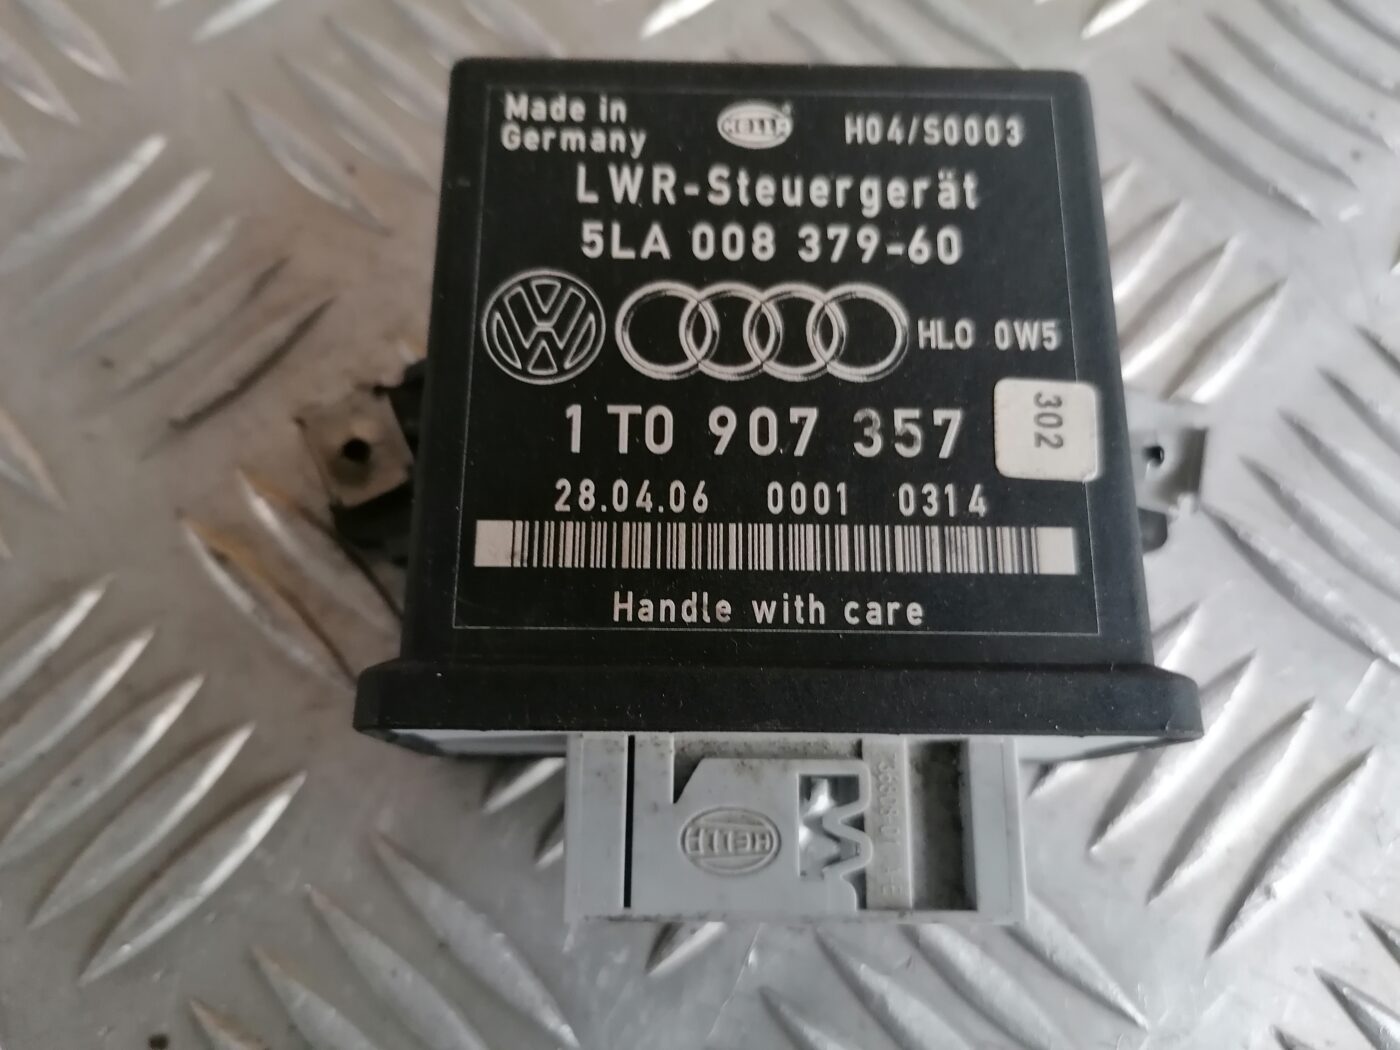 Made in
Germany
HELLA
H04/S0003
LWR-Steuergerät
5LA 008 379-60
HLO 0W5
1T0 907 357
302
28.04.06 0001 0314
Handle with care
HELLA